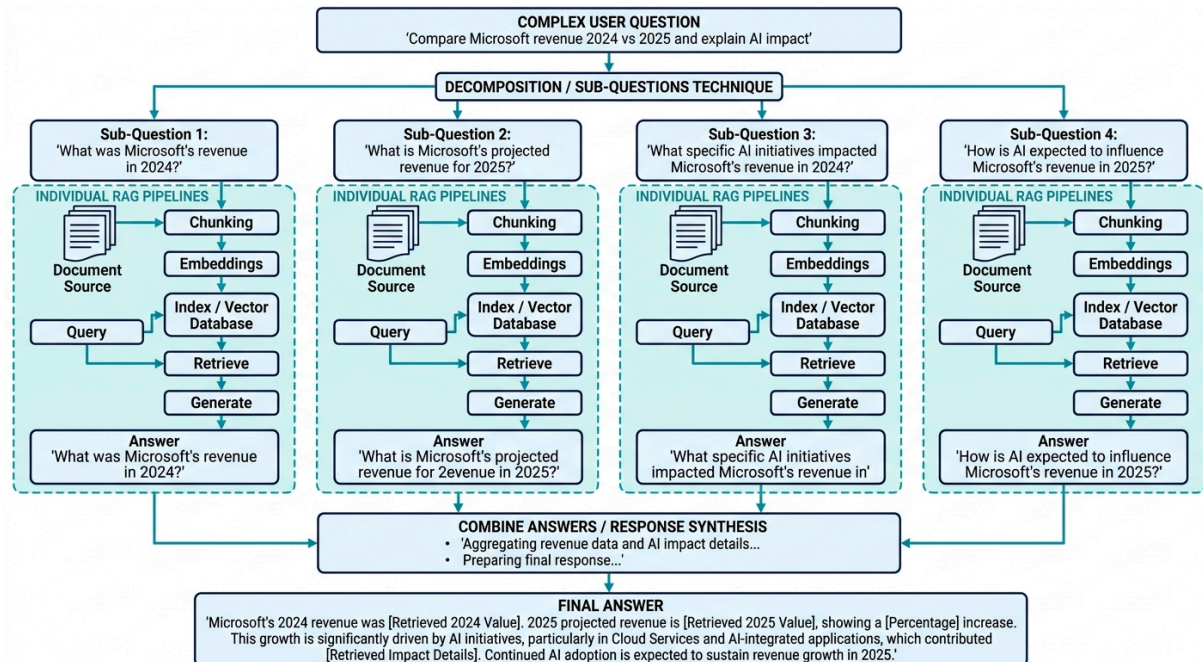 COMPLEX USER QUESTION
'Compare Microsoft revenue 2024 vs 2025 and explain AI impact'
DECOMPOSITION / SUB-QUESTIONS TECHNIQUE
Sub-Question 1:
'What was Microsoft's revenue
in 2024?'
Sub-Question 2:
'What is Microsoft's projected
revenue for 2025?'
Sub-Question 3:
'What specific AI initiatives impacted
Microsoft's revenue in 2024?'
Sub-Question 4:
'How is AI expected to influence
Microsoft's revenue in 2025?'
INDIVIDUAL RAG PIPELINES
Document
Source
Chunking
Embeddings
Index / Vector
Database
Query
Retrieve
Generate
Answer
'What was Microsoft's revenue
in 2024?'
INDIVIDUAL RAG PIPELINES
Document
Source
Chunking
Embeddings
Index / Vector
Database
Query
Retrieve
Generate
Answer
'What is Microsoft's projected
revenue for 2evenue in 2025?'
INDIVIDUAL RAG PIPELINES
Document
Source
Chunking
Embeddings
Index / Vector
Database
Query
Retrieve
Generate
Answer
'What specific AI initiatives
impacted Microsoft's revenue in'
INDIVIDUAL RAG PIPELINES
Document
Source
Chunking
Embeddings
Index / Vector
Database
Query
Retrieve
Generate
Answer
'How is AI expected to influence
Microsoft's revenue in 2025?'
COMBINE ANSWERS / RESPONSE SYNTHESIS
• 'Aggregating revenue data and AI impact details...
• Preparing final response...'
FINAL ANSWER
'Microsoft's 2024 revenue was [Retrieved 2024 Value]. 2025 projected revenue is [Retrieved 2025 Value], showing a [Percentage] increase.
This growth is significantly driven by AI initiatives, particularly in Cloud Services and AI-integrated applications, which contributed
[Retrieved Impact Details]. Continued AI adoption is expected to sustain revenue growth in 2025.'